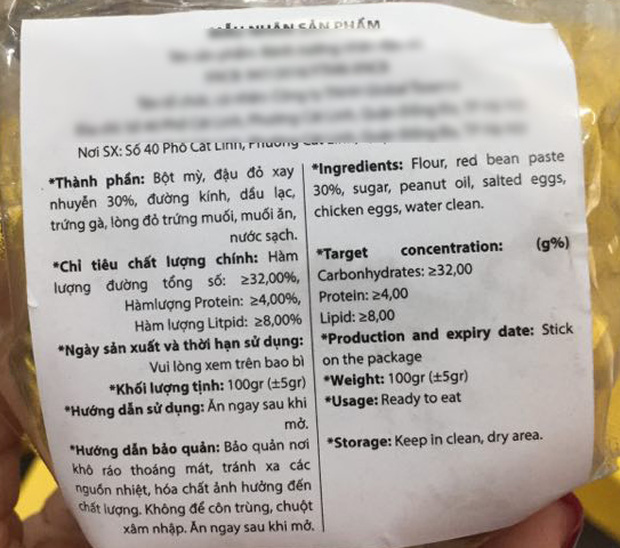 NHÃN SẢN PHẨM
Nơi SX: Số 40 Phố Cát Linh, Phường
*Thành phần: Bột mỳ, đậu đỏ xay
nhuyễn 30%, đường kính, dầu lạc,
trứng gà, lòng đỏ trứng muối, muối ăn,
nước sạch.
*Chỉ tiêu chất lượng chính: Hàm
lượng đường tổng số: ≥32,00%,
Hàmlượng Protein: ≥4,00%,
Hàm lượng Litpid: ≥8,00%
*Ngày sản xuất và thời hạn sử dụng:
Vui lòng xem trên bao bì
*Khối lượng tịnh: 100gr (±5gr)
*Hướng dẫn sử dụng: Ăn ngay sau khi
mở.
*Hướng dẫn bảo quản: Bảo quản nơi
khô ráo thoáng mát, tránh xa các
nguồn nhiệt, hóa chất ảnh hưởng đến
chất lượng. Không để côn trùng, chuột
xâm nhập. Ăn ngay sau khi mở.
*Ingredients: Flour, red bean paste
30%, sugar, peanut oil, salted eggs,
chicken eggs, water clean.
*Target concentration: (g%)
Carbonhydrates: ≥32,00
Protein: ≥4,00
Lipid: ≥8,00
*Production and expiry date: Stick
on the package
*Weight: 100gr (±5gr)
*Usage: Ready to eat
*Storage: Keep in clean, dry area.